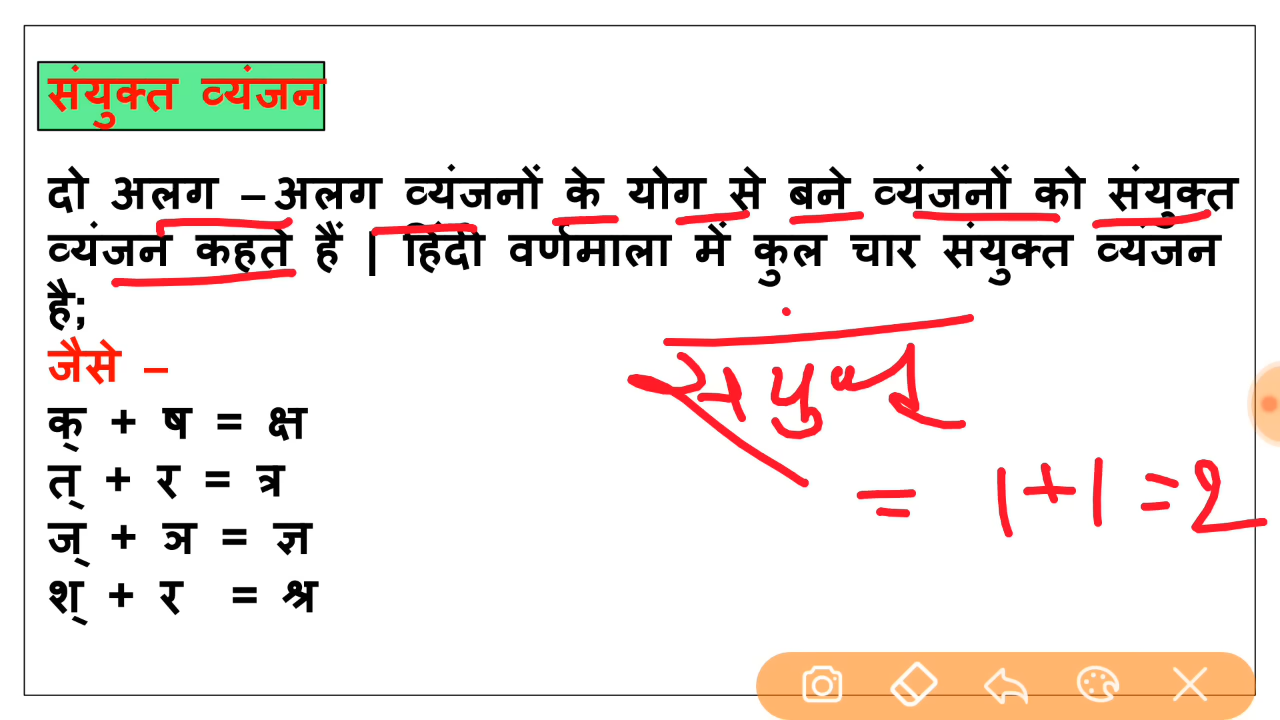 संयुक्त व्यंजन
दो अलग – अलग व्यंजनों के योग से बने व्यंजनों को संयुक्त
व्यंजन कहते हैं | हिंदी वर्णमाला में कुल चार संयुक्त व्यंजन
है;
जैसे –
क् + ष = क्ष
त् + र = त्र
ज् + ञ = ज्ञ
श् + र = श्र
संयुक्त
= 1+1=2